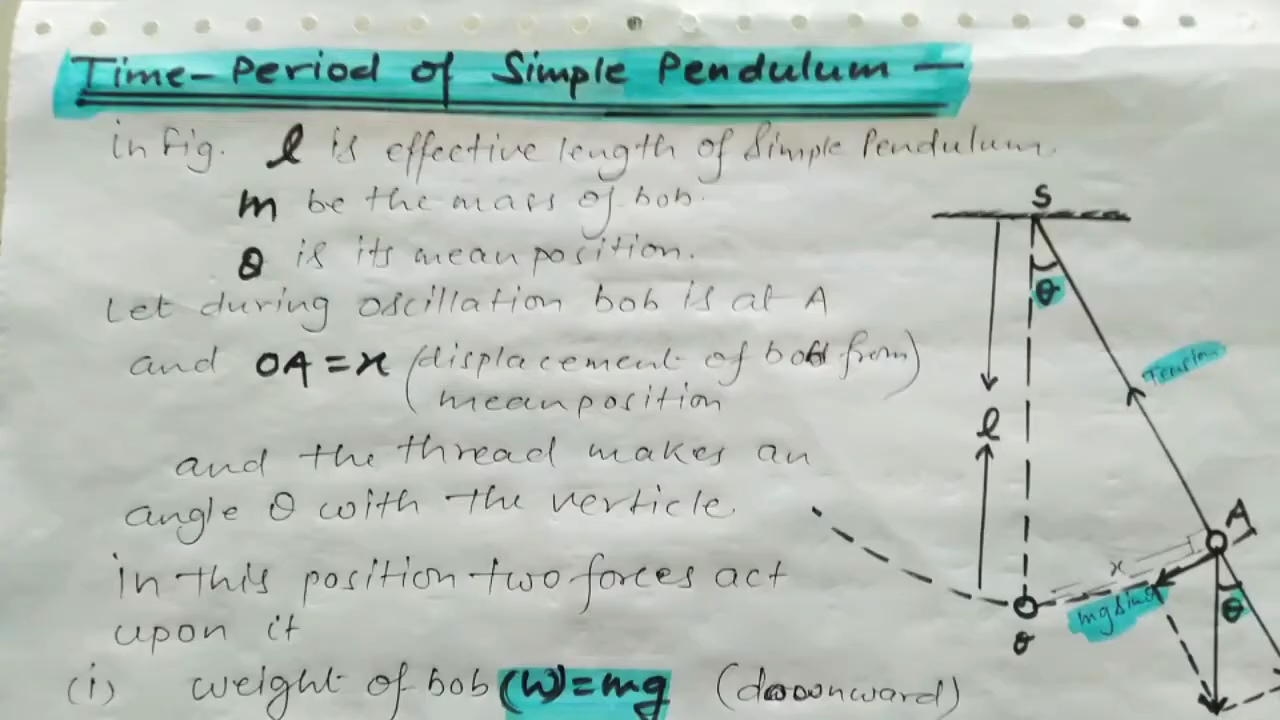 Time-Period of Simple Pendulum —
in fig. l is effective length of Simple Pendulum.
m be the mass of bob.
O is its mean position.
Let during oscillation bob is at A
and OA = x (displacement of bob from
mean position)
and the thread makes an
angle θ with the verticle
in this position two forces act
upon it
(i) weight of bob (W)=mg (downward)
S
θ
Tension
l
A
x
mg sinθ
θ
O